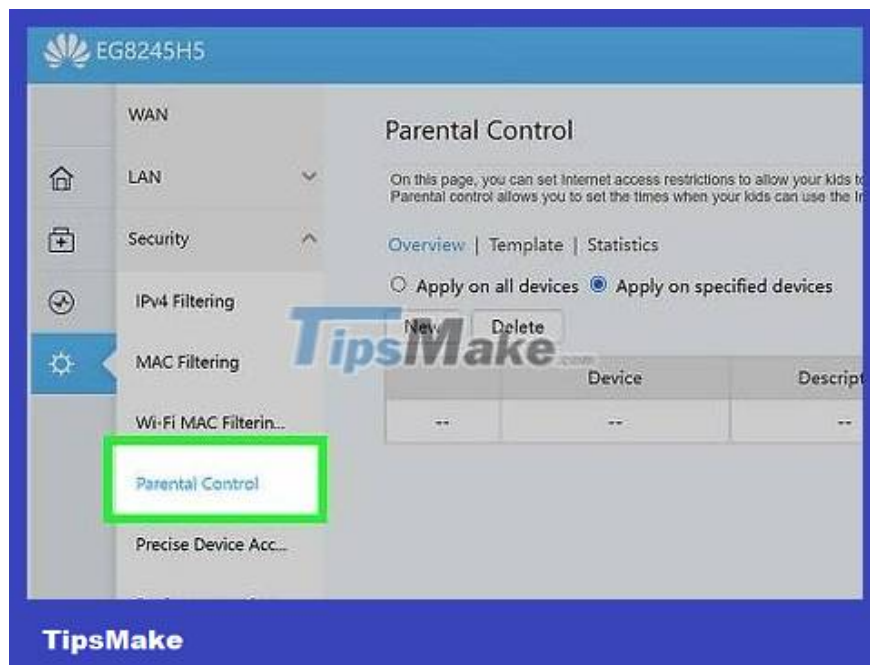 EG8245H5
WAN
LAN
Security
IPv4 Filtering
MAC Filtering
Wi-Fi MAC Filterin...
Parental Control
Precise Device Acc...
Parental Control
On this page, you can set Internet access restrictions to allow your kids to
Parental control allows you to set the times when your kids can use the In
Overview | Template | Statistics
Apply on all devices Apply on specified devices
New Delete
TipsMake.com
Device Descript
-- -- --
TipsMake